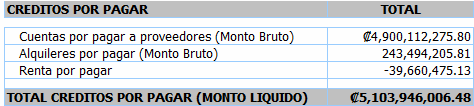 CREDITOS POR PAGAR TOTAL
Cuentas por pagar a proveedores (Monto Bruto) ₡4,900,112,275.80
Alquileres por pagar (Monto Bruto) 243,494,205.81
Renta por pagar -39,660,475.13
TOTAL CREDITOS POR PAGAR (MONTO LIQUIDO) ₡5,103,946,006.48